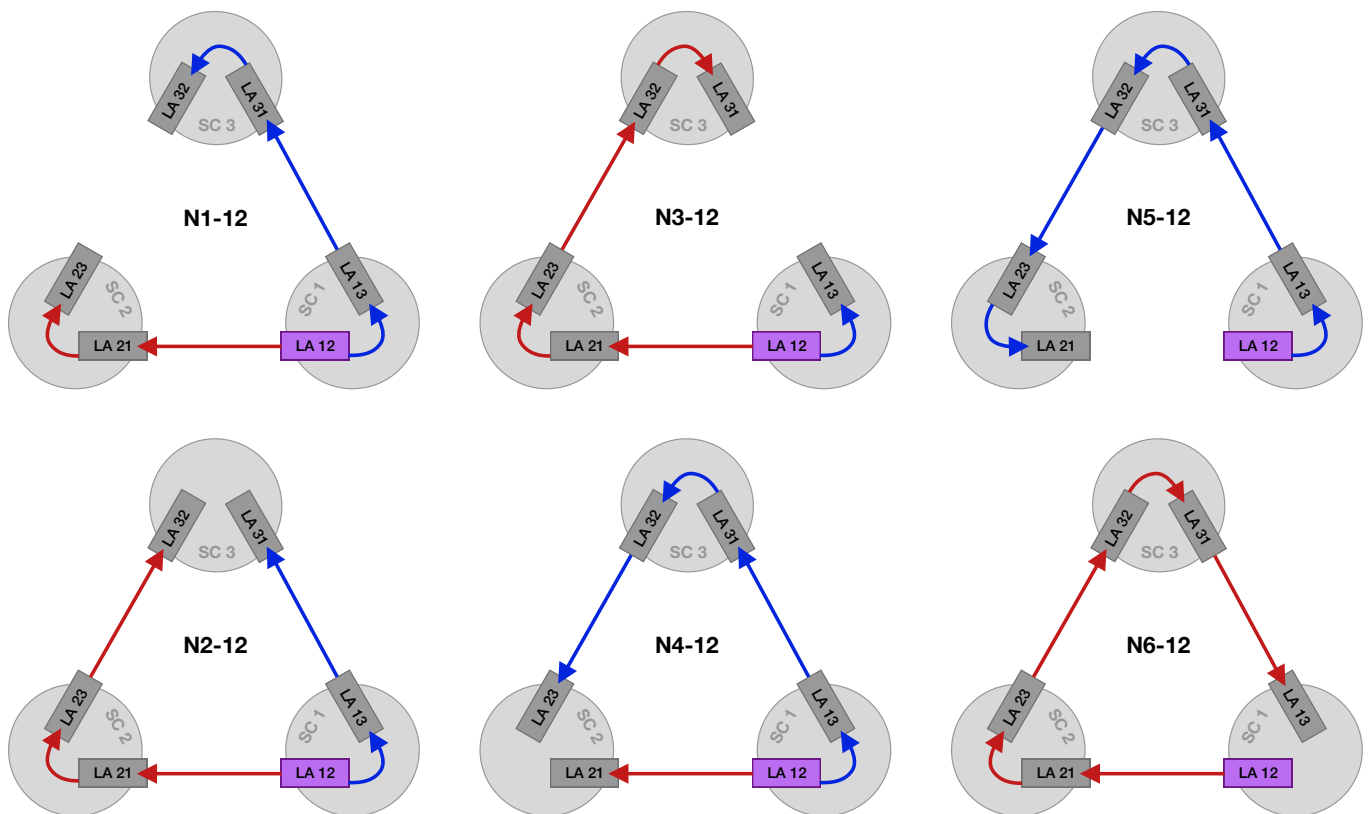 LA 32
LA 31
SC 3
N1-12
LA 23
SC 2
LA 21
SC 1
LA 13
LA 12
LA 32
LA 31
SC 3
N3-12
LA 23
SC 2
LA 21
SC 1
LA 13
LA 12
LA 32
LA 31
SC 3
N5-12
LA 23
SC 2
LA 21
SC 1
LA 13
LA 12
LA 32
LA 31
SC 3
N2-12
LA 23
SC 2
LA 21
SC 1
LA 13
LA 12
LA 32
LA 31
SC 3
N4-12
LA 23
SC 2
LA 21
SC 1
LA 13
LA 12
LA 32
LA 31
SC 3
N6-12
LA 23
SC 2
LA 21
SC 1
LA 13
LA 12